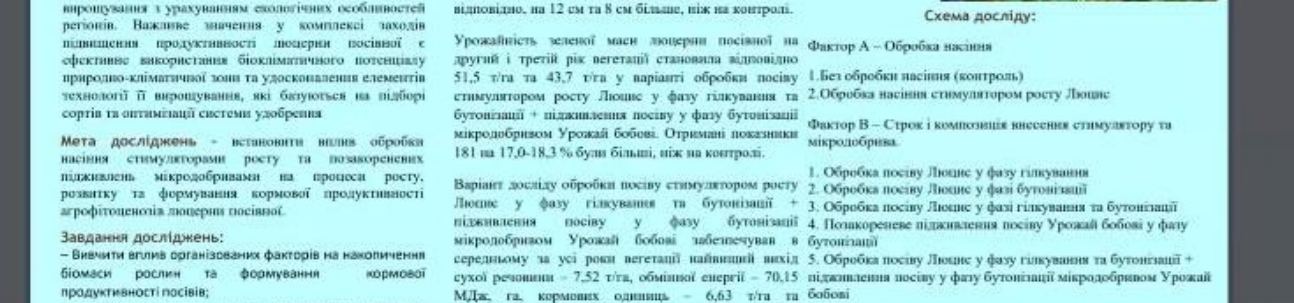 вирощування з урахуванням екологічних особливостей
регіонів. Важливе значення у комплексі заходів
підвищення продуктивності люцерни посівної є
ефективне використання біокліматичного потенціалу
природно-кліматичної зони та удосконалення елементів
технології її вирощування, які базуються на підборі
сортів та оптимізації системи удобрення
Мета досліджень - встановити вплив обробки
насіння стимуляторами росту та позакоренених
підживлень мікродобривами на процеси росту,
розвитку та формування кормової продуктивності
агрофітоценозів люцерни посівної.
Завдання досліджень:
– Вивчити вплив організованих факторів на накопичення
біомаси рослин та формування кормової
продуктивності посівів;
відповідно, на 12 см та 8 см більше, ніж на контролі.
Урожайність зеленої маси люцерни посівної на
другий і третій рік вегетації становила відповідно
51,5 т/га та 43,7 т/га у варіанті обробки посіву
стимулятором росту Люцис у фазу гілкування та
бутонізації + підживлення посіву у фазу бутонізації
мікродобривом Урожай бобові. Отримані показники
181 на 17,0-18,3 % були більші, ніж на контролі.
Варіант досліду обробки посіву стимулятором росту
Люцис у фазу гілкування та бутонізації +
підживлення посіву у фазу бутонізації
мікродобривом Урожай бобові забезпечував в
середньому за усі роки вегетації найвищий вихід
сухої речовини – 7,52 т/га, обмінної енергії – 70,15
МДж, га, кормових одиниць – 6,63 т/га та
Схема досліду:
Фактор А – Обробка насіння
1.Без обробки насіння (контроль)
2.Обробка насіння стимулятором росту Люцис
Фактор В – Строк і композиція внесення стимулятору та
мікродобрива.
1. Обробка посіву Люцис у фазу гілкування
2. Обробка посіву Люцис у фазі бутонізації
3. Обробка посіву Люцис у фазі гілкування та бутонізації
4. Позакореневе підживлення посіву Урожай бобові у фазу
бутонізації
5. Обробка посіву Люцис у фазу гілкування та бутонізації +
підживлення посіву у фазу бутонізації мікродобривом Урожай
бобові